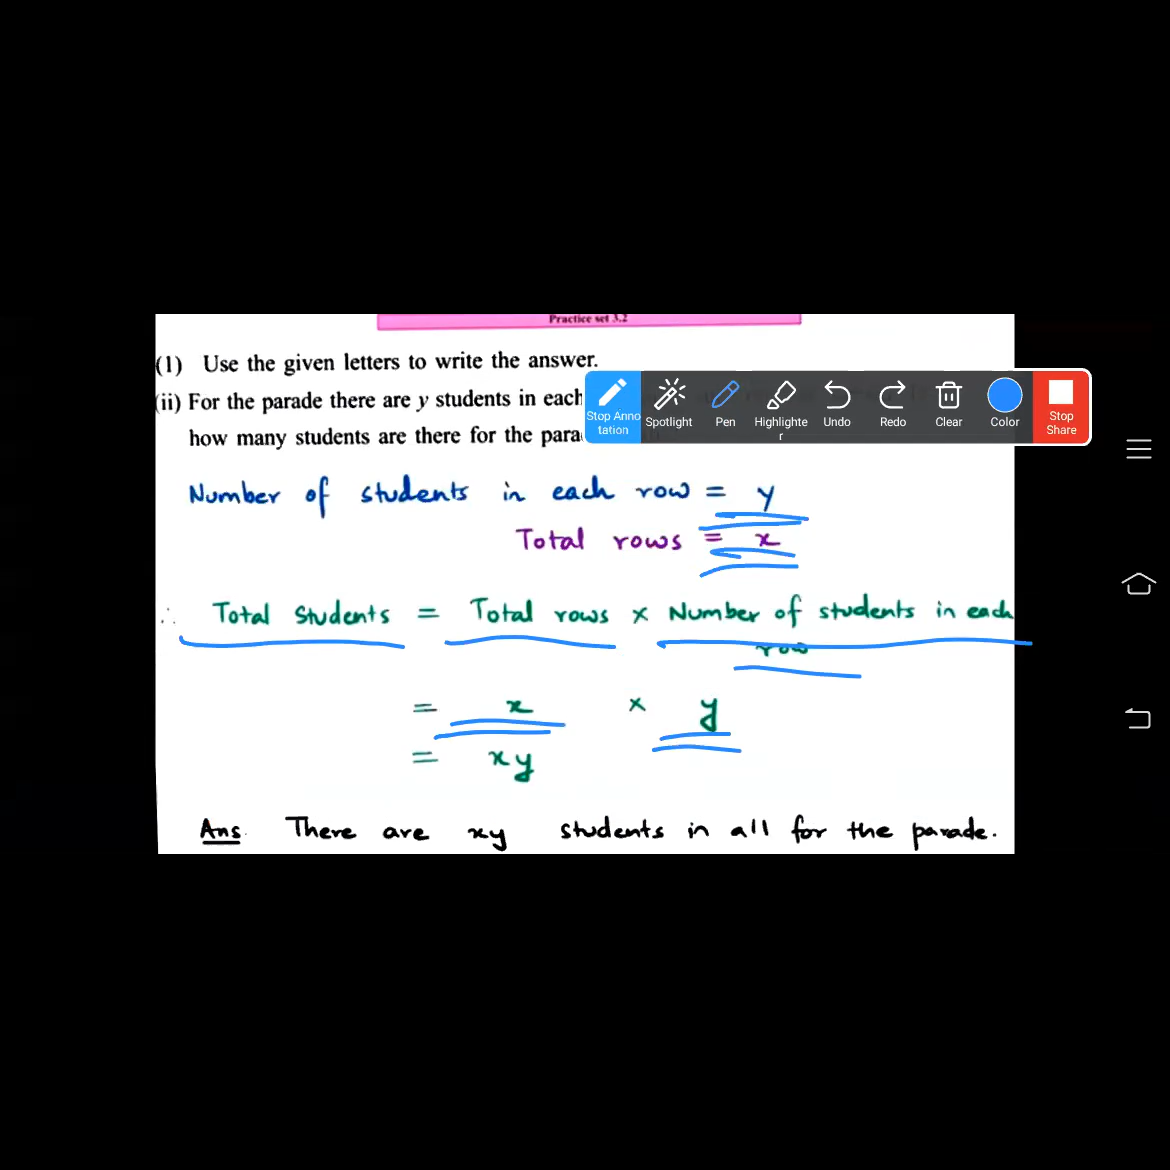 Practice set 3.2
(1) Use the given letters to write the answer.
(ii) For the parade there are y students in each
how many students are there for the para
Stop Anno
tation
Spotlight
Pen
Highlighte
r
Undo
Redo
Clear
Color
Stop
Share
Number of students in each row = y
Total rows = x
∴ Total Students = Total rows × Number of students in each
row
= x × y
= xy
Ans. There are xy students in all for the parade.